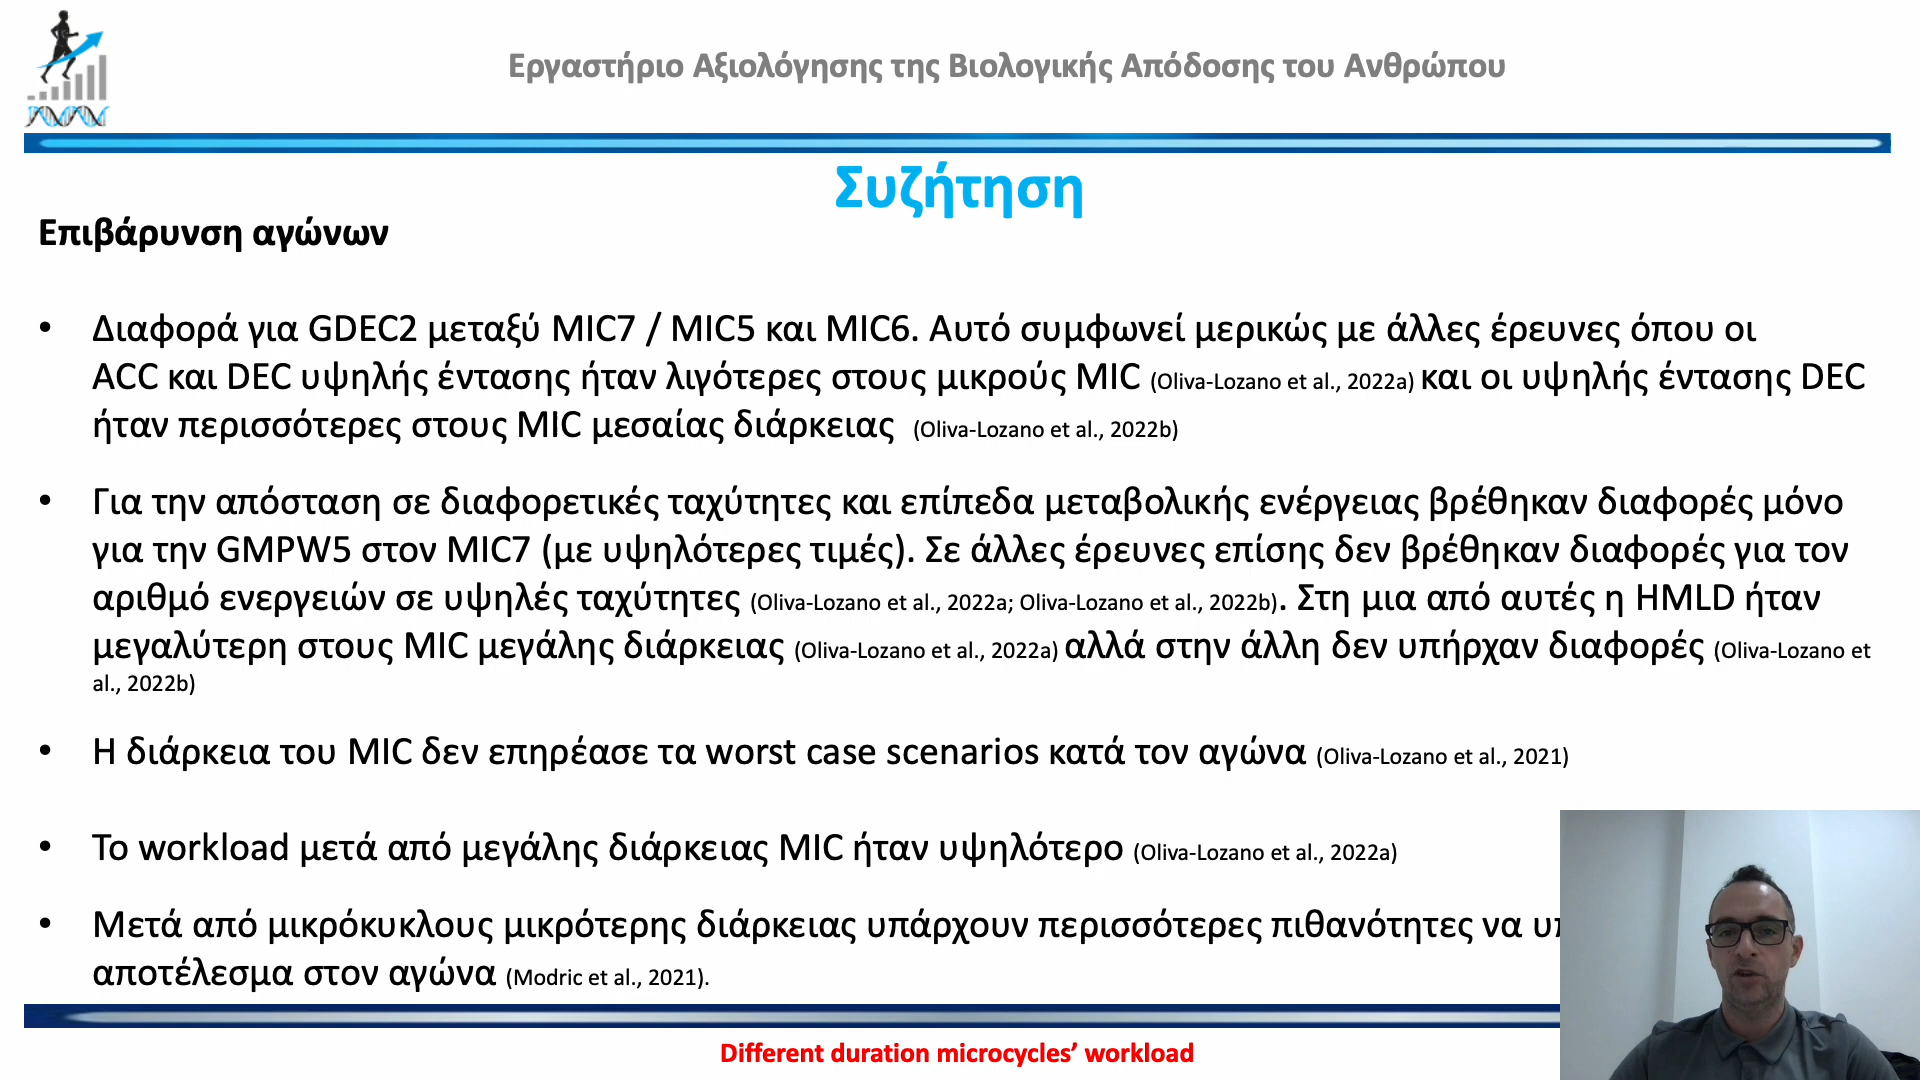 Εργαστήριο Αξιολόγησης της Βιολογικής Απόδοσης του Ανθρώπου
Συζήτηση
Επιβάρυνση αγώνων
• Διαφορά για GDEC2 μεταξύ MIC7 / MIC5 και MIC6. Αυτό συμφωνεί μερικώς με άλλες έρευνες όπου οι
ACC και DEC υψηλής έντασης ήταν λιγότερες στους μικρούς MIC (Oliva-Lozano et al., 2022a) και οι υψηλής έντασης DEC
ήταν περισσότερες στους MIC μεσαίας διάρκειας (Oliva-Lozano et al., 2022b)
• Για την απόσταση σε διαφορετικές ταχύτητες και επίπεδα μεταβολικής ενέργειας βρέθηκαν διαφορές μόνο
για την GMPW5 στον MIC7 (με υψηλότερες τιμές). Σε άλλες έρευνες επίσης δεν βρέθηκαν διαφορές για τον
αριθμό ενεργειών σε υψηλές ταχύτητες (Oliva-Lozano et al., 2022a; Oliva-Lozano et al., 2022b). Στη μια από αυτές η HMLD ήταν
μεγαλύτερη στους MIC μεγάλης διάρκειας (Oliva-Lozano et al., 2022a) αλλά στην άλλη δεν υπήρχαν διαφορές (Oliva-Lozano et
al., 2022b)
• Η διάρκεια του MIC δεν επηρέασε τα worst case scenarios κατά τον αγώνα (Oliva-Lozano et al., 2021)
• Το workload μετά από μεγάλης διάρκειας MIC ήταν υψηλότερο (Oliva-Lozano et al., 2022a)
• Μετά από μικρόκυκλους μικρότερης διάρκειας υπάρχουν περισσότερες πιθανότητες να
αποτέλεσμα στον αγώνα (Modric et al., 2021).
Different duration microcycles’ workload